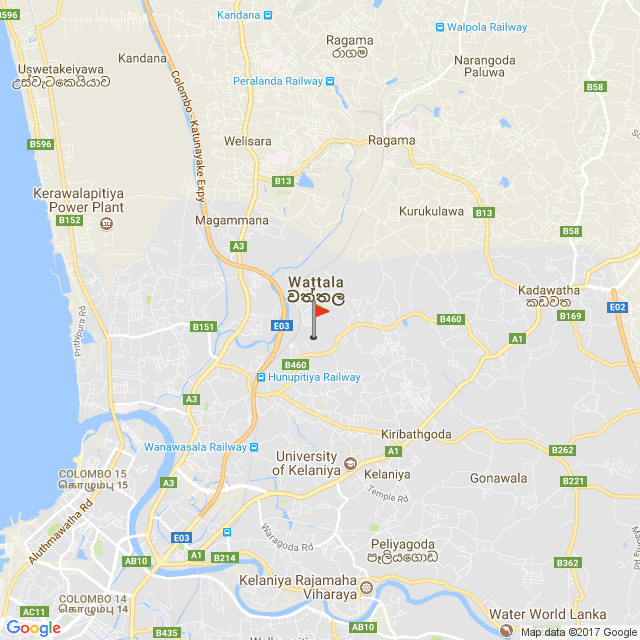 Kandana
Walpola Railway
Kandana
Ragama
රාගම
Narangoda
Paluwa
Uswetakeiyawa
උස්වැටකෙයියාව
Peralanda Railway
B58
B596
Colombo - Katunayake Expy
Welisara
Ragama
B13
Kerawalapitiya
Power Plant
B152
Kurukulawa
B13
Magammana
B58
A3
Wattala
වත්තල
Kadawatha
කඩවත
E02
Prithipura Rd
B151
E03
B460
B169
A1
B460
Hunupitiya Railway
A3
Kiribathgoda
Wanawasala Railway
A1
B262
University
of Kelaniya
Kelaniya
Gonawala
B221
COLOMBO 15
கொழும்பு 15
A3
Temple Rd
Aluthmawatha Rd
E03
Waragoda Rd
Peliyagoda
පෑලියගොඩ
A1
B214
AB10
B362
Kelaniya Rajamaha
Viharaya
COLOMBO 14
கொழும்பு 14
AC11
Water World Lanka
Google
B435
AB10
Map data ©2017 Google